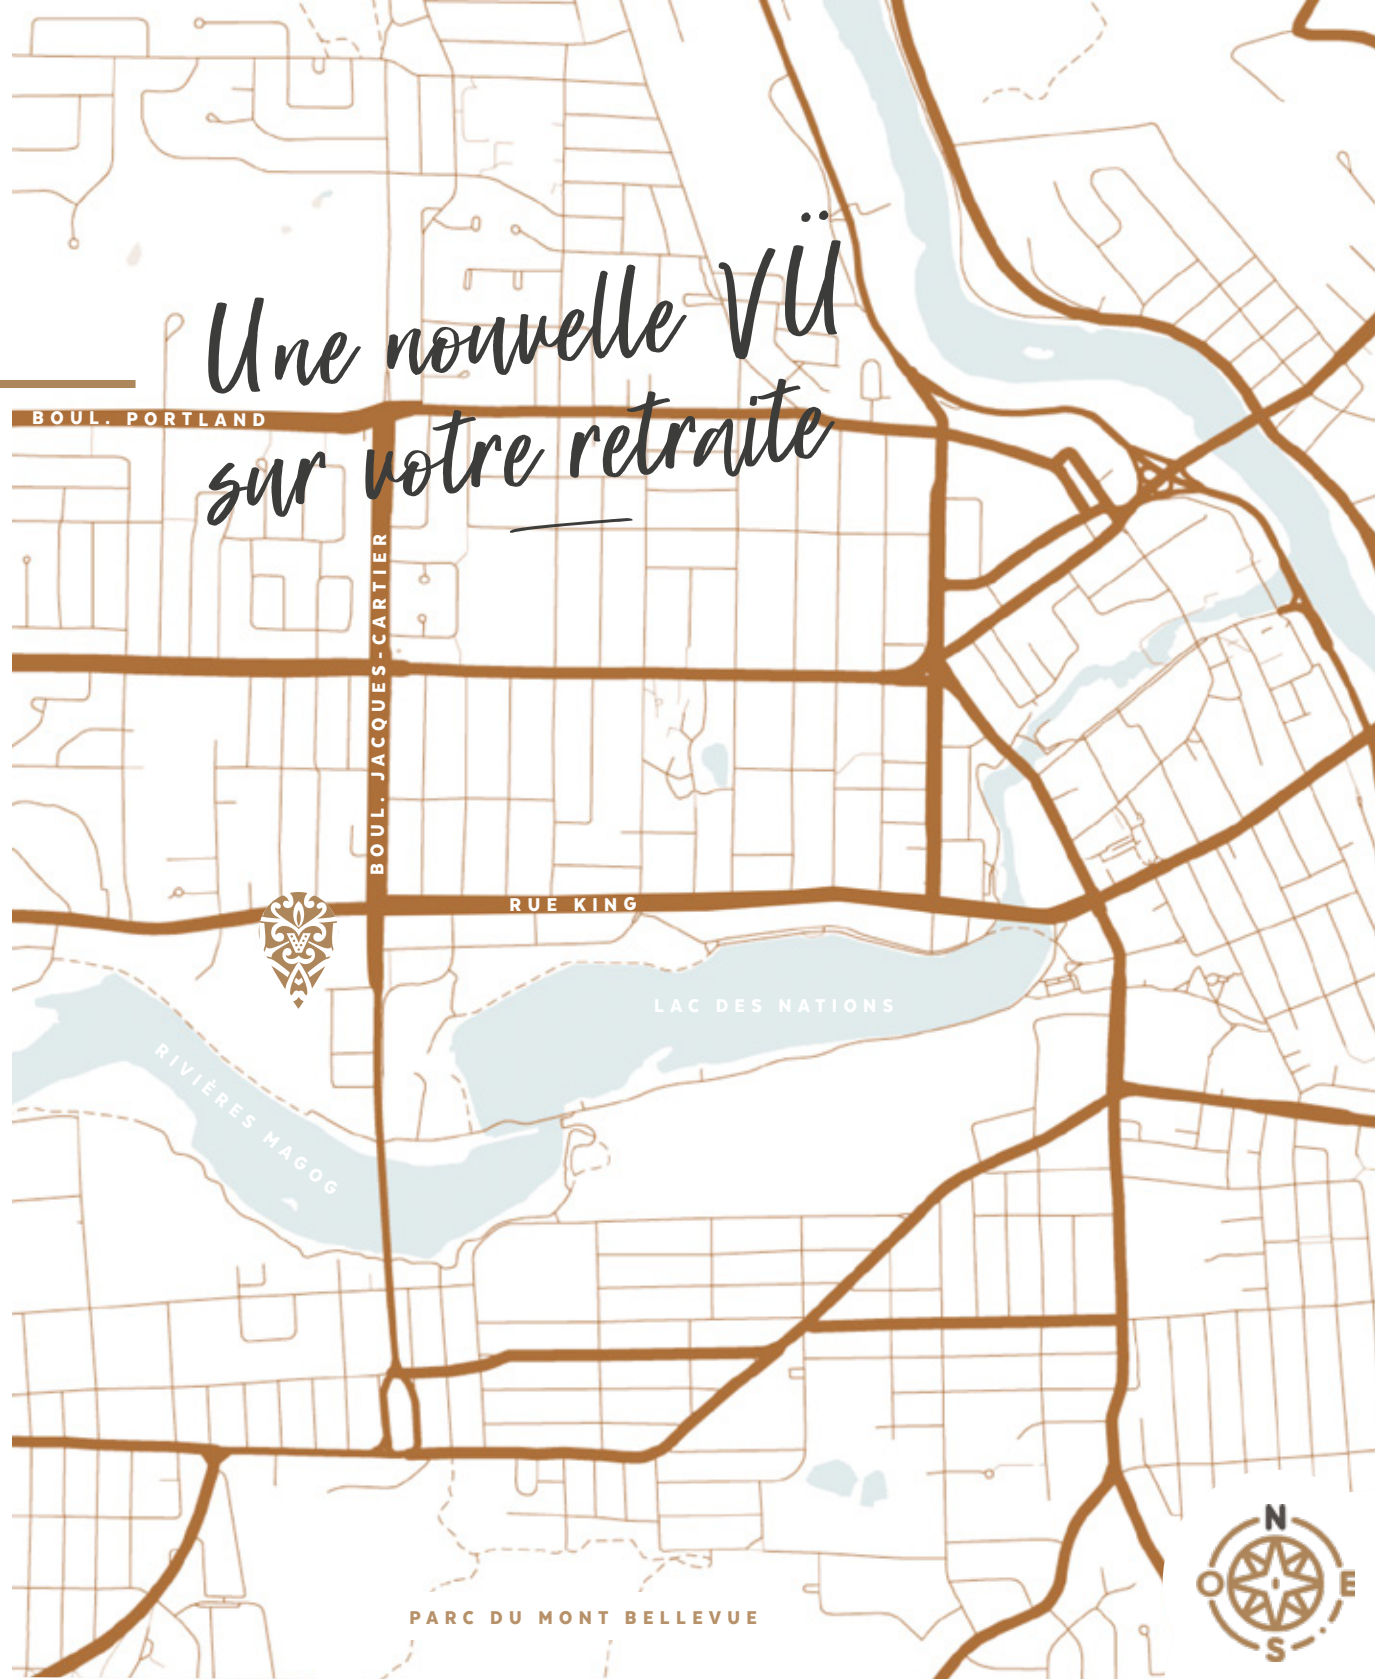 Une nouvelle VÜ
sur votre retraite
BOUL. PORTLAND
BOUL. JACQUES-CARTIER
RUE KING
LAC DES NATIONS
RIVIÉRES MAGOG
PARC DU MONT BELLEVUE
N
O
E
S